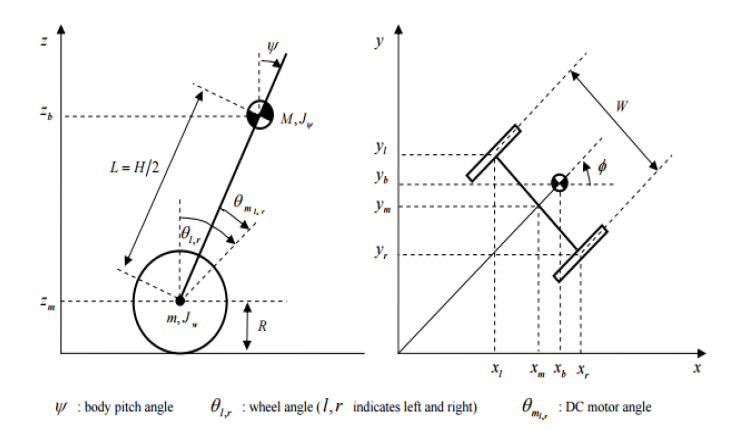 z
y
ψ
z_b
M, J_ψ
W
L = H/2
y_l
y_b
ϕ
y_m
θ_{m_{l,r}}
θ_{l,r}
y_r
z_m
m, J_w
R
x_l x_m x_b x_r x
ψ : body pitch angle θ_{l,r} : wheel angle (l, r indicates left and right) θ_{m_{l,r}} : DC motor angle